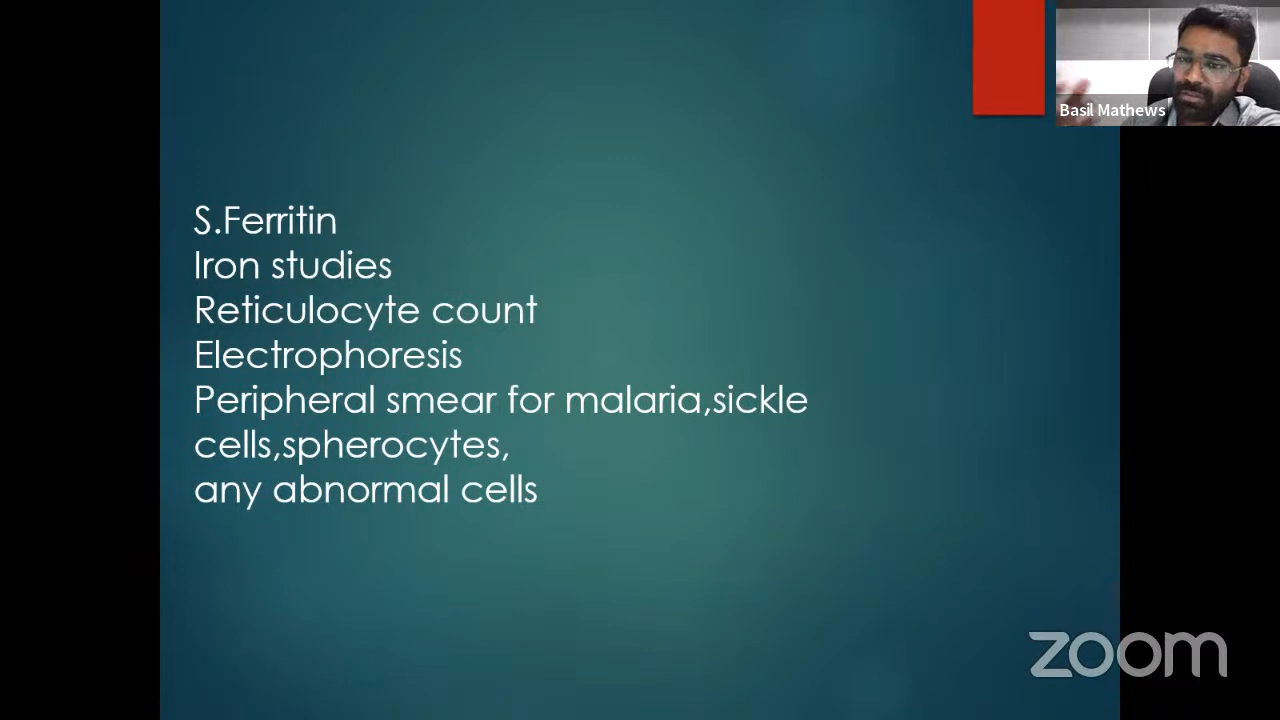 Basil Mathews
S.Ferritin
Iron studies
Reticulocyte count
Electrophoresis
Peripheral smear for malaria,sickle
cells,spherocytes,
any abnormal cells
zoom